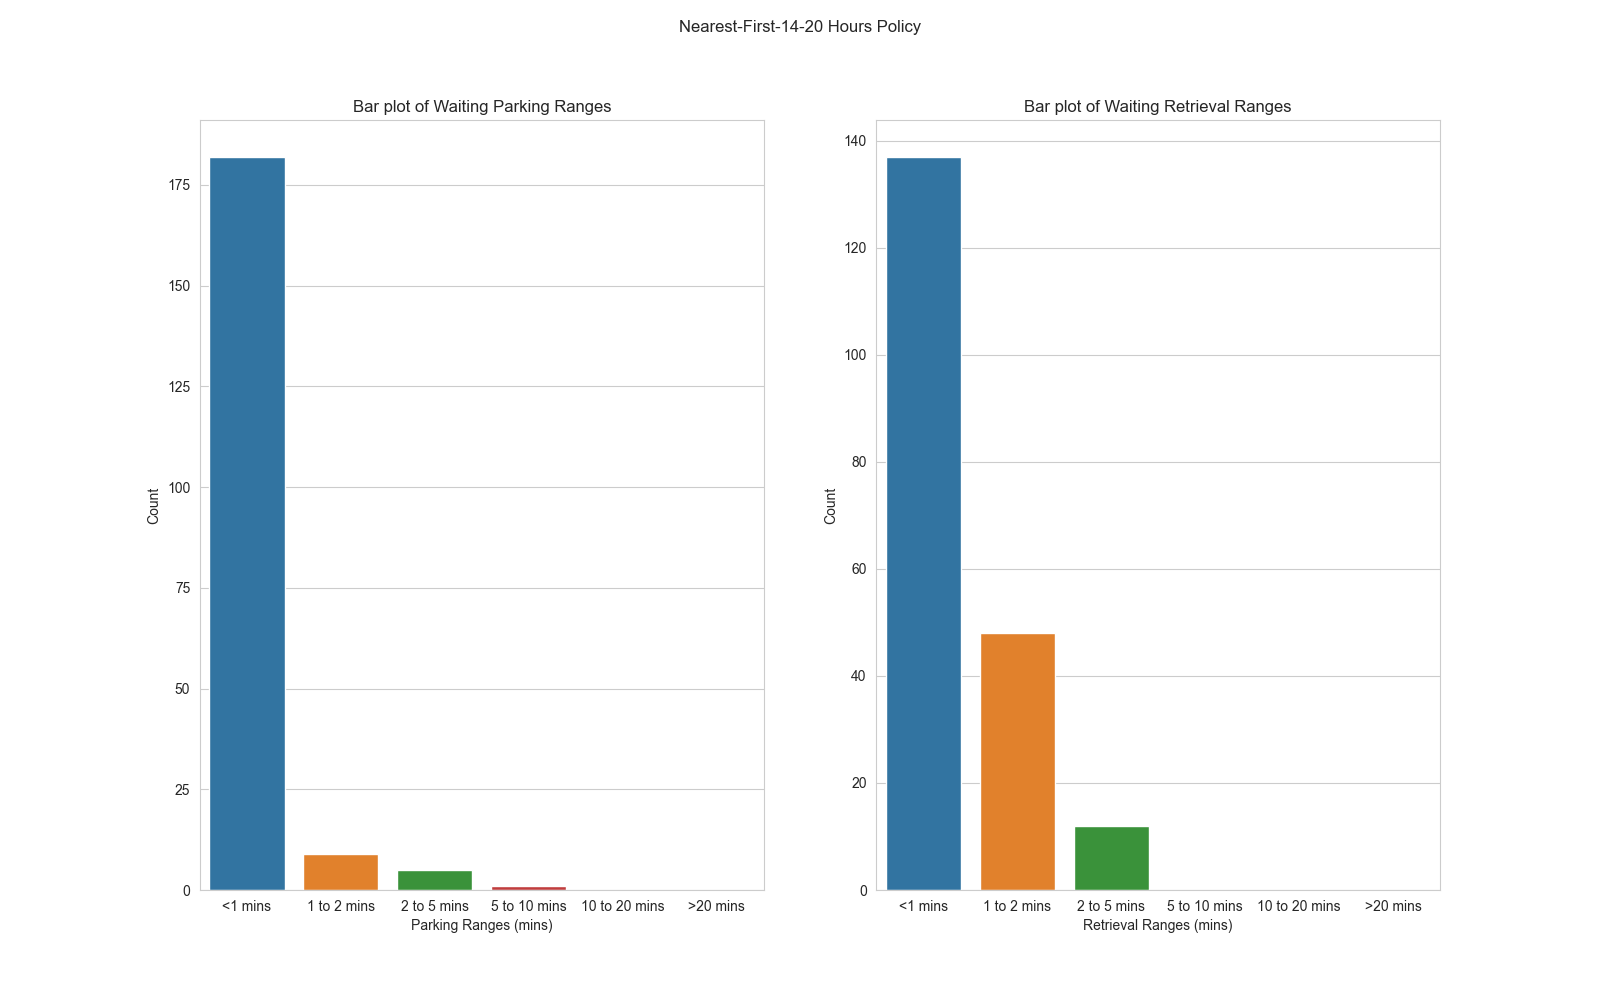 Nearest-First-14-20 Hours Policy
Bar plot of Waiting Parking Ranges
175
150
125
100
75
50
25
0
Count
<1 mins 1 to 2 mins 2 to 5 mins 5 to 10 mins 10 to 20 mins >20 mins
Parking Ranges (mins)
Bar plot of Waiting Retrieval Ranges
140
120
100
80
60
40
20
0
Count
<1 mins 1 to 2 mins 2 to 5 mins 5 to 10 mins 10 to 20 mins >20 mins
Retrieval Ranges (mins)